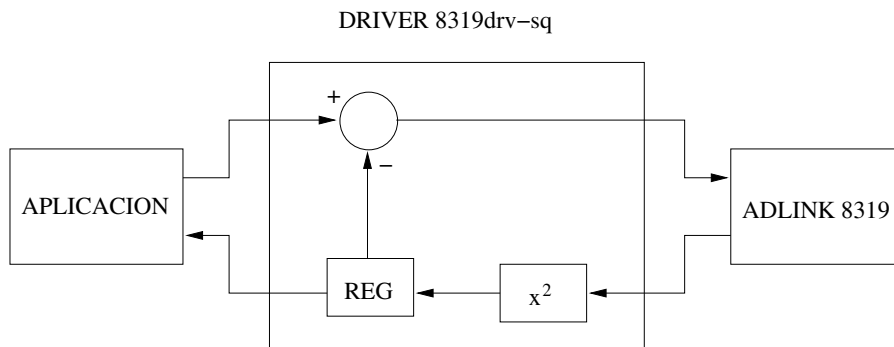 DRIVER 8319drv−sq
+
−
APLICACION
ADLINK 8319
REG
x²